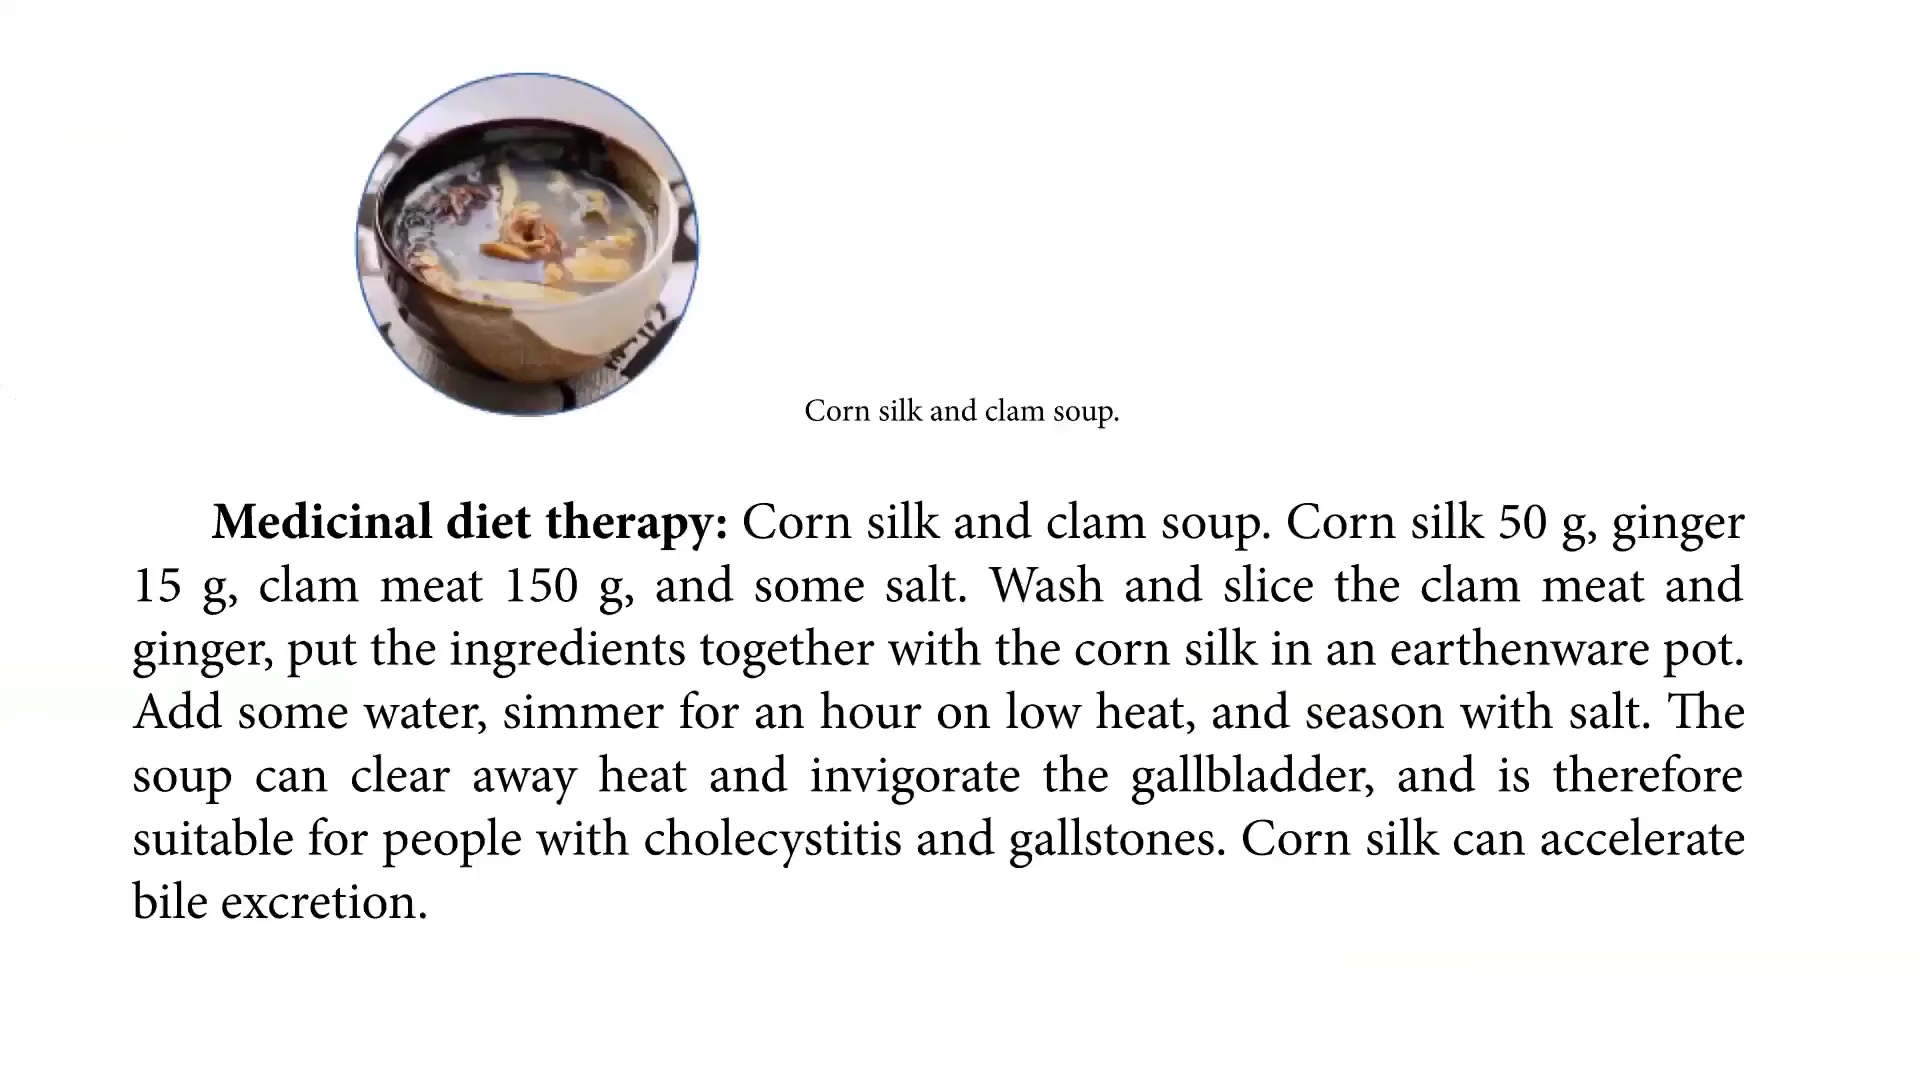 Corn silk and clam soup.
Medicinal diet therapy: Corn silk and clam soup. Corn silk 50 g, ginger
15 g, clam meat 150 g, and some salt. Wash and slice the clam meat and
ginger, put the ingredients together with the corn silk in an earthenware pot.
Add some water, simmer for an hour on low heat, and season with salt. The
soup can clear away heat and invigorate the gallbladder, and is therefore
suitable for people with cholecystitis and gallstones. Corn silk can accelerate
bile excretion.